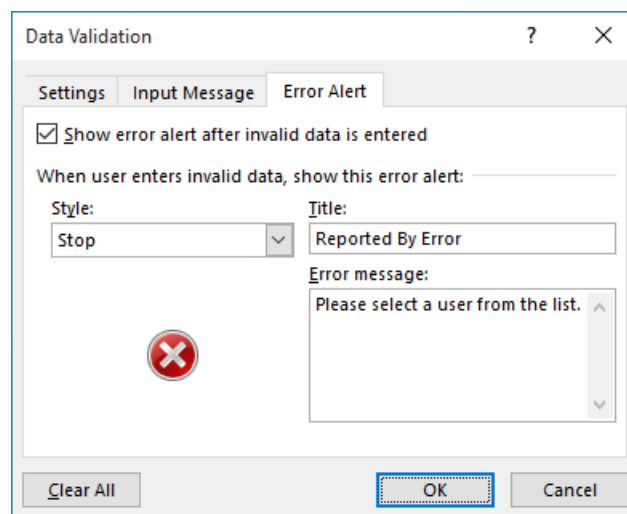 Data Validation ?
Settings Input Message Error Alert
Show error alert after invalid data is entered
When user enters invalid data, show this error alert:
Style: Title:
Stop Reported By Error
Error message:
Please select a user from the list.
Clear All OK Cancel